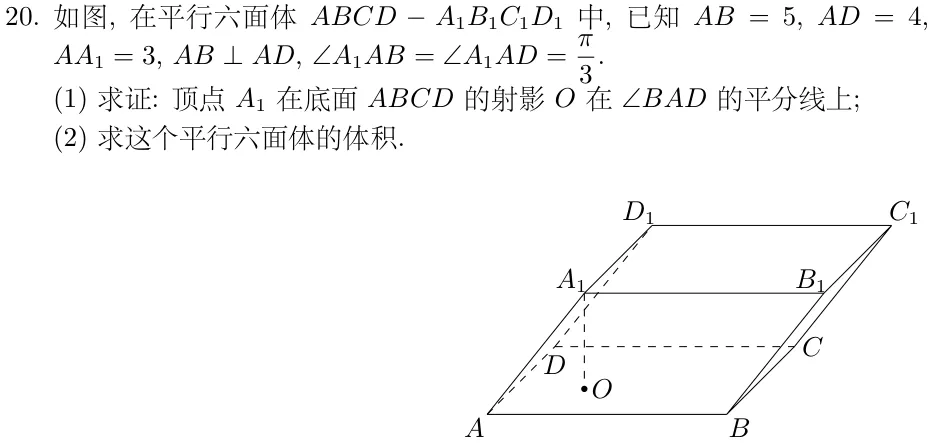 20. 如图, 在平行六面体 ABCD − A₁B₁C₁D₁ 中, 已知 AB = 5, AD = 4,
AA₁ = 3, AB ⊥ AD, ∠A₁AB = ∠A₁AD = π/3.
(1) 求证: 顶点 A₁ 在底面 ABCD 的射影 O 在 ∠BAD 的平分线上;
(2) 求这个平行六面体的体积.
D₁ C₁
A₁ B₁
D C
O
A B